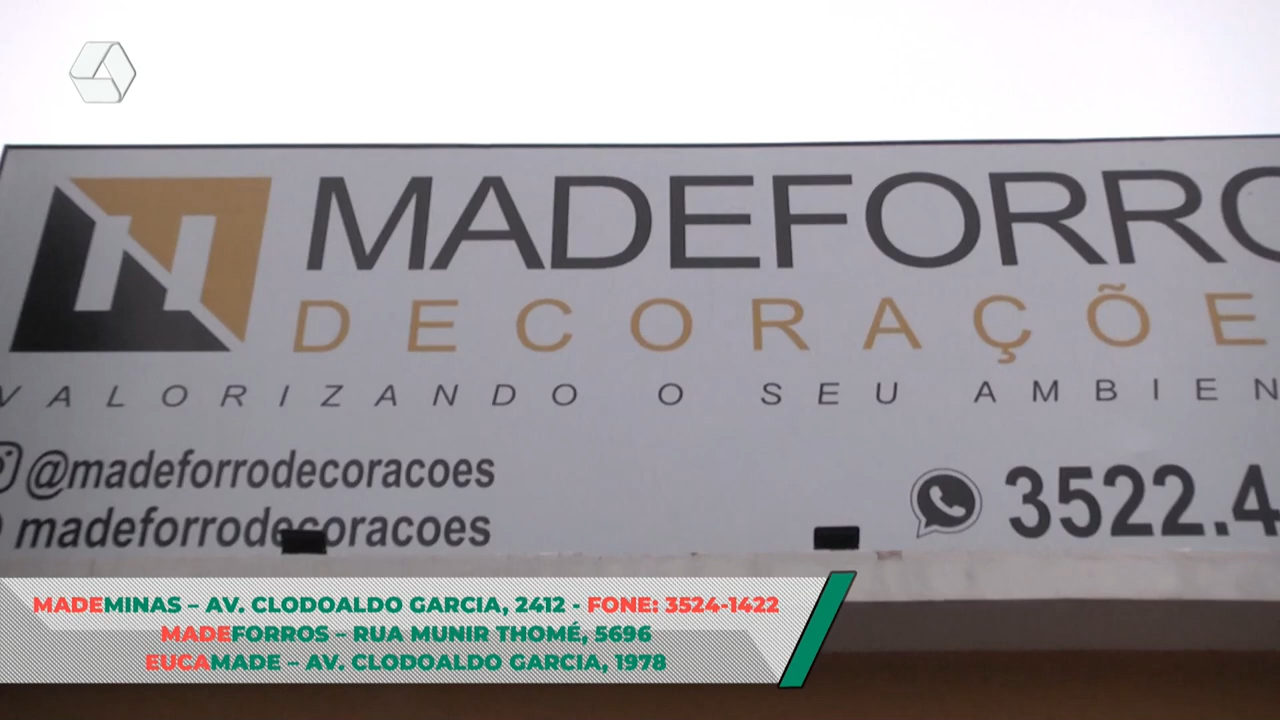 MADEFORRO
DECORAÇÕE
VALORIZANDO O SEU AMBIEN
@madeforrodecoracoes
madeforrodecoracoes
3522.4
MADEMINAS – AV. CLODOALDO GARCIA, 2412 - FONE: 3524-1422
MADEFORROS – RUA MUNIR THOMÉ, 5696
EUCAMADE – AV. CLODOALDO GARCIA, 1978